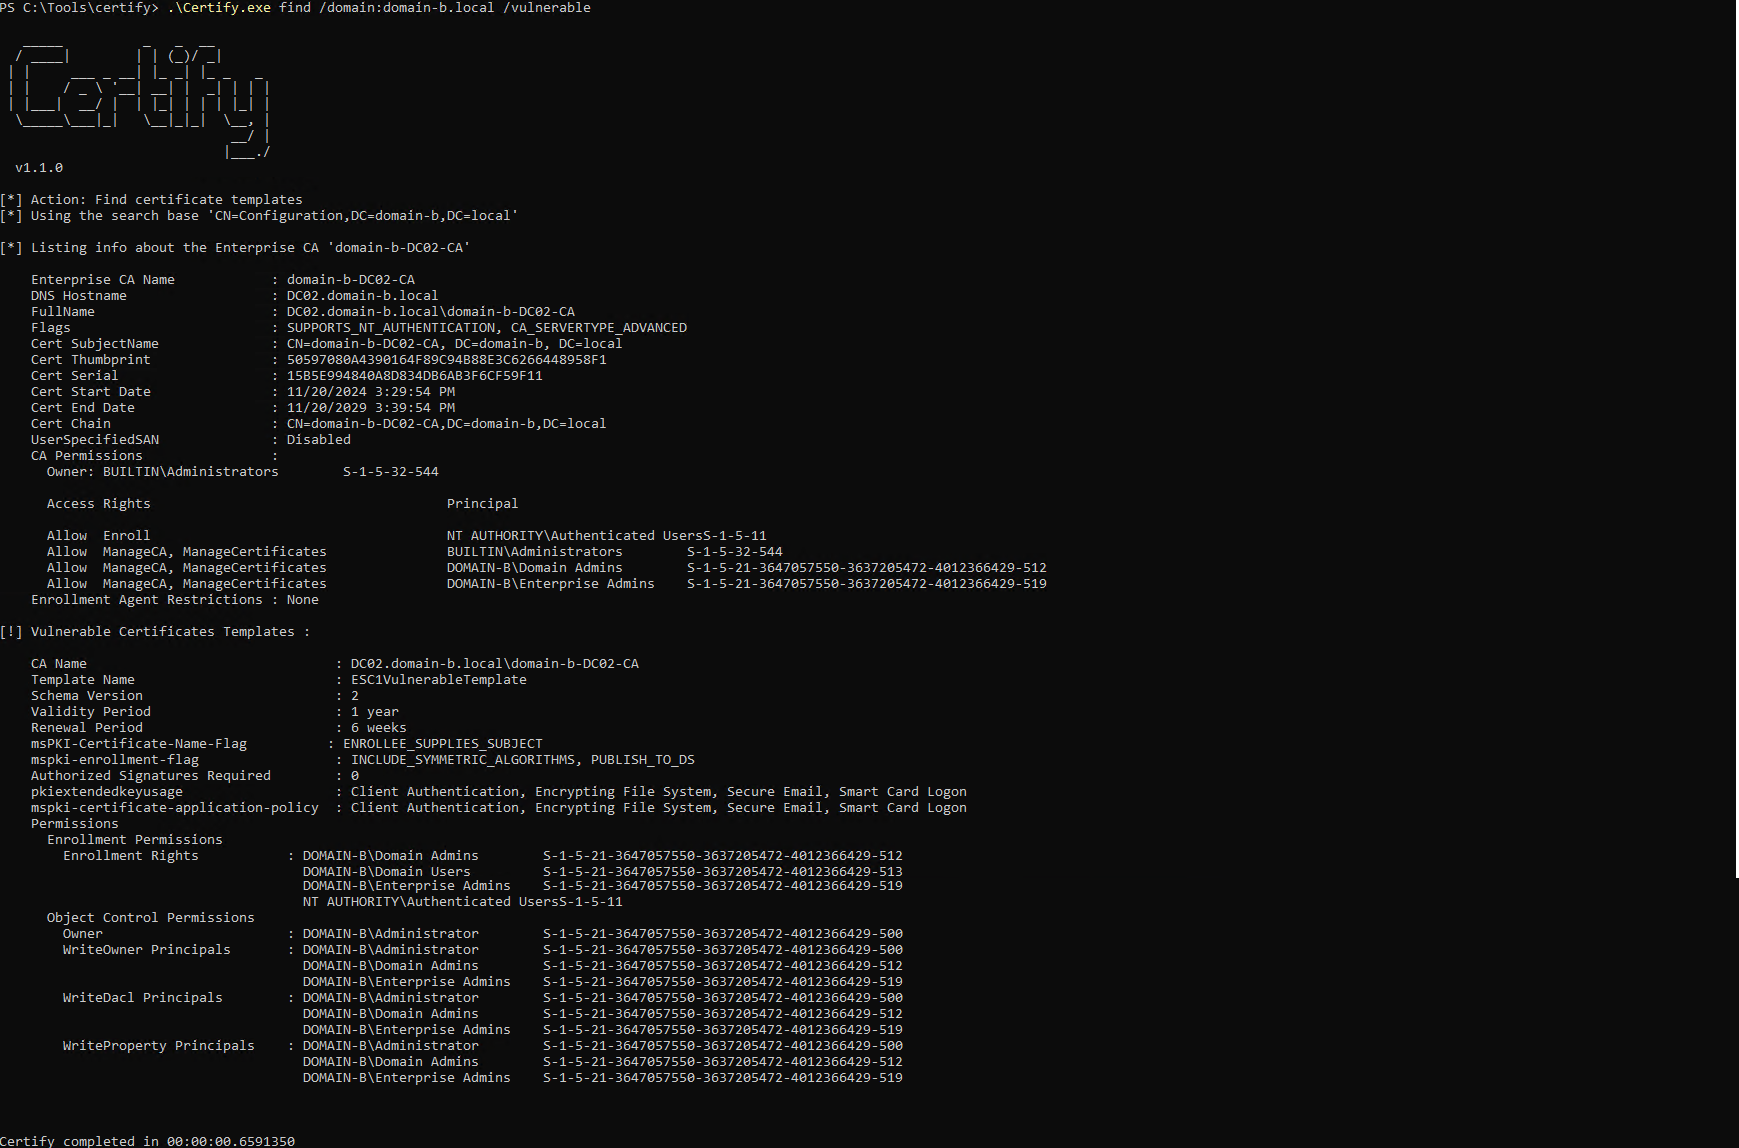 PS C:\Tools\certify> .\Certify.exe find /domain:domain-b.local /vulnerable
Certify
v1.1.0
[*] Action: Find certificate templates
[*] Using the search base 'CN=Configuration,DC=domain-b,DC=local'
[*] Listing info about the Enterprise CA 'domain-b-DC02-CA'
Enterprise CA Name : domain-b-DC02-CA
DNS Hostname : DC02.domain-b.local
FullName : DC02.domain-b.local\domain-b-DC02-CA
Flags : SUPPORTS_NT_AUTHENTICATION, CA_SERVERTYPE_ADVANCED
Cert SubjectName : CN=domain-b-DC02-CA, DC=domain-b, DC=local
Cert Thumbprint : 50597080A4390164F89C94B88E3C6266448958F1
Cert Serial : 15B5E994840A8D834DB6AB3F6CF59F11
Cert Start Date : 11/20/2024 3:29:54 PM
Cert End Date : 11/20/2029 3:39:54 PM
Cert Chain : CN=domain-b-DC02-CA,DC=domain-b,DC=local
UserSpecifiedSAN : Disabled
CA Permissions :
Owner: BUILTIN\Administrators S-1-5-32-544
Access Rights Principal
Allow Enroll NT AUTHORITY\Authenticated UsersS-1-5-11
Allow ManageCA, ManageCertificates BUILTIN\Administrators S-1-5-32-544
Allow ManageCA, ManageCertificates DOMAIN-B\Domain Admins S-1-5-21-3647057550-3637205472-4012366429-512
Allow ManageCA, ManageCertificates DOMAIN-B\Enterprise Admins S-1-5-21-3647057550-3637205472-4012366429-519
Enrollment Agent Restrictions : None
[!] Vulnerable Certificates Templates :
CA Name : DC02.domain-b.local\domain-b-DC02-CA
Template Name : ESC1VulnerableTemplate
Schema Version : 2
Validity Period : 1 year
Renewal Period : 6 weeks
msPKI-Certificate-Name-Flag : ENROLLEE_SUPPLIES_SUBJECT
mspki-enrollment-flag : INCLUDE_SYMMETRIC_ALGORITHMS, PUBLISH_TO_DS
Authorized Signatures Required : 0
pkiextendedkeyusage : Client Authentication, Encrypting File System, Secure Email, Smart Card Logon
mspki-certificate-application-policy : Client Authentication, Encrypting File System, Secure Email, Smart Card Logon
Permissions
Enrollment Permissions
Enrollment Rights : DOMAIN-B\Domain Admins S-1-5-21-3647057550-3637205472-4012366429-512
DOMAIN-B\Domain Users S-1-5-21-3647057550-3637205472-4012366429-513
DOMAIN-B\Enterprise Admins S-1-5-21-3647057550-3637205472-4012366429-519
NT AUTHORITY\Authenticated UsersS-1-5-11
Object Control Permissions
Owner : DOMAIN-B\Administrator S-1-5-21-3647057550-3637205472-4012366429-500
WriteOwner Principals : DOMAIN-B\Administrator S-1-5-21-3647057550-3637205472-4012366429-500
DOMAIN-B\Domain Admins S-1-5-21-3647057550-3637205472-4012366429-512
DOMAIN-B\Enterprise Admins S-1-5-21-3647057550-3637205472-4012366429-519
WriteDacl Principals : DOMAIN-B\Administrator S-1-5-21-3647057550-3637205472-4012366429-500
DOMAIN-B\Domain Admins S-1-5-21-3647057550-3637205472-4012366429-512
DOMAIN-B\Enterprise Admins S-1-5-21-3647057550-3637205472-4012366429-519
WriteProperty Principals : DOMAIN-B\Administrator S-1-5-21-3647057550-3637205472-4012366429-500
DOMAIN-B\Domain Admins S-1-5-21-3647057550-3637205472-4012366429-512
DOMAIN-B\Enterprise Admins S-1-5-21-3647057550-3637205472-4012366429-519
Certify completed in 00:00:00.6591350